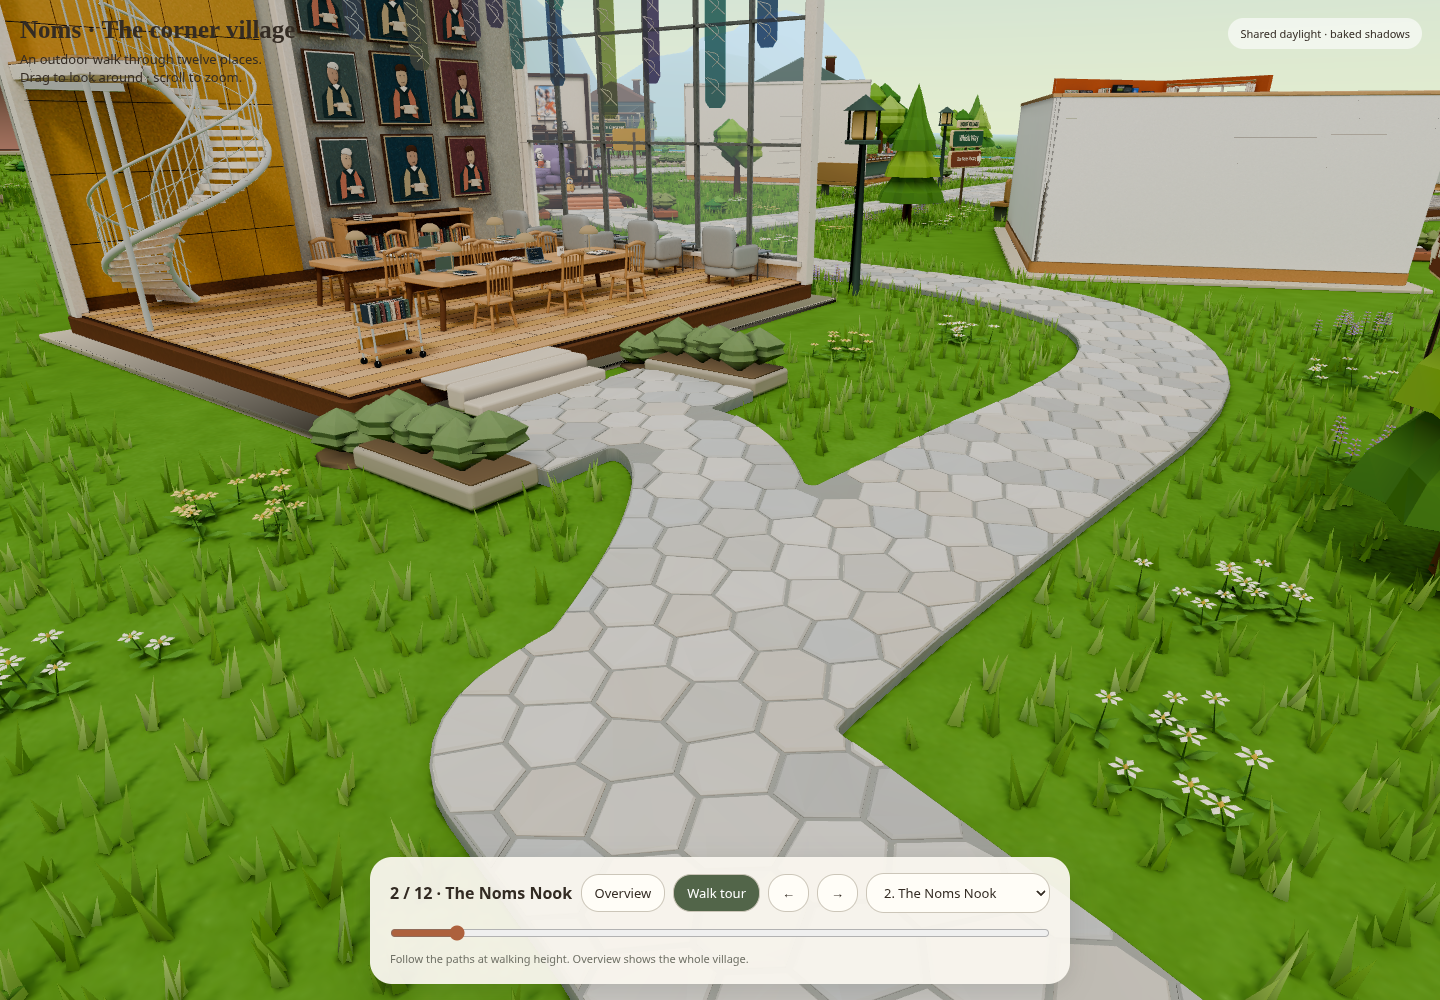 Noms · The corner village
An outdoor walk through twelve places.
Drag to look around · scroll to zoom.
Shared daylight · baked shadows
2 / 12 · The Noms Nook
Overview
Walk tour
←
→
2. The Noms Nook
Follow the paths at walking height. Overview shows the whole village.